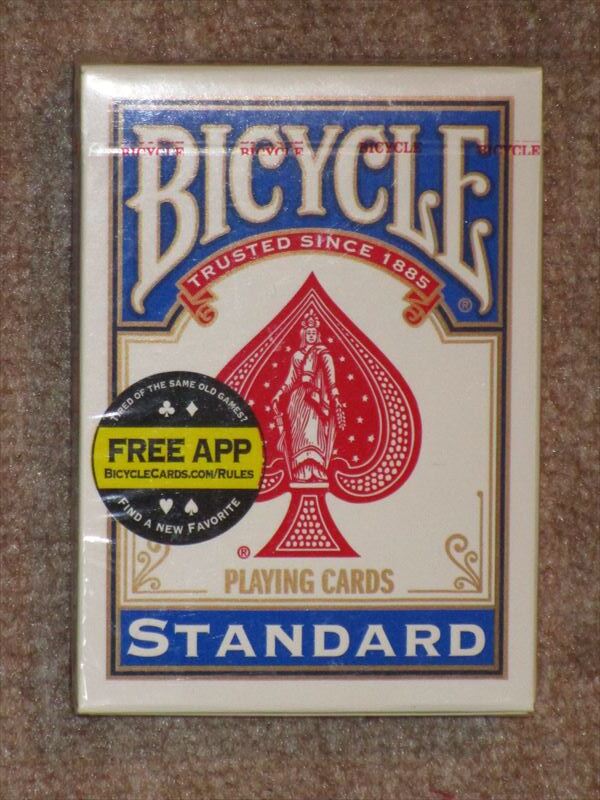 BICYCLE BICYCLE BICYCLE BICYCLE
BICYCLE
TRUSTED SINCE 1885
®
TIRED OF THE SAME OLD GAMES?
FREE APP
BICYCLECARDS.COM/RULES
FIND A NEW FAVORITE
®
PLAYING CARDS
STANDARD